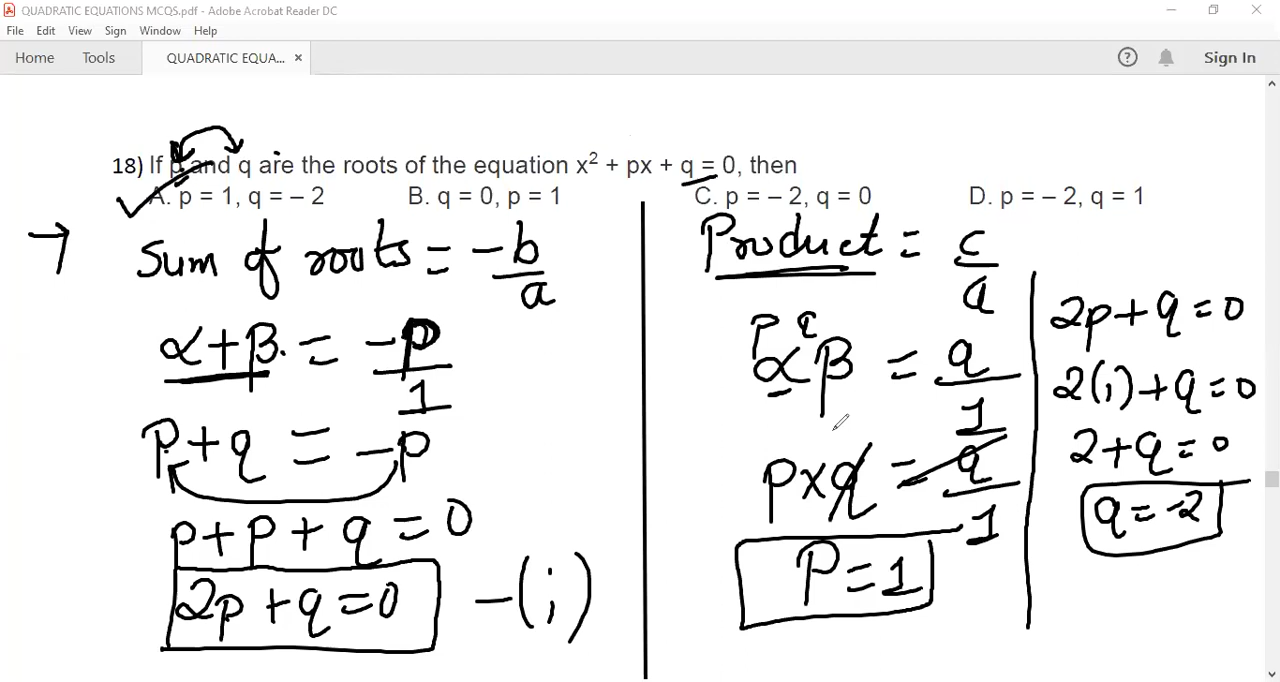 QUADRATIC EQUATIONS MCQS.pdf - Adobe Acrobat Reader DC
File Edit View Sign Window Help
Home Tools QUADRATIC EQUA... × Sign In
18) If p and q are the roots of the equation x² + px + q = 0, then
A. p = 1, q = – 2 B. q = 0, p = 1 C. p = – 2, q = 0 D. p = – 2, q = 1
→ Sum of roots = -b/a
α+β = -p/1
p+q = -p
p+p+q=0
2p+q=0 -(i)
Product = c/a
p q
αβ = q/1
p×q = q/1
P=1
2p+q=0
2(1)+q=0
2+q=0
q=-2